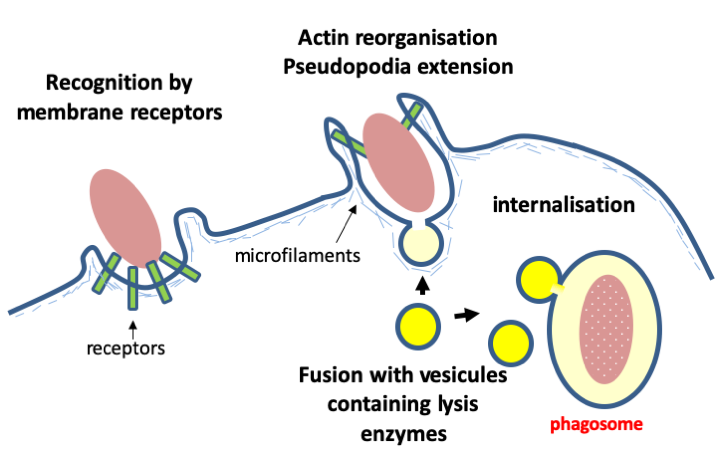 Actin reorganisation
Pseudopodia extension
Recognition by
membrane receptors
internalisation
microfilaments
receptors
Fusion with vesicules
containing lysis
enzymes
phagosome